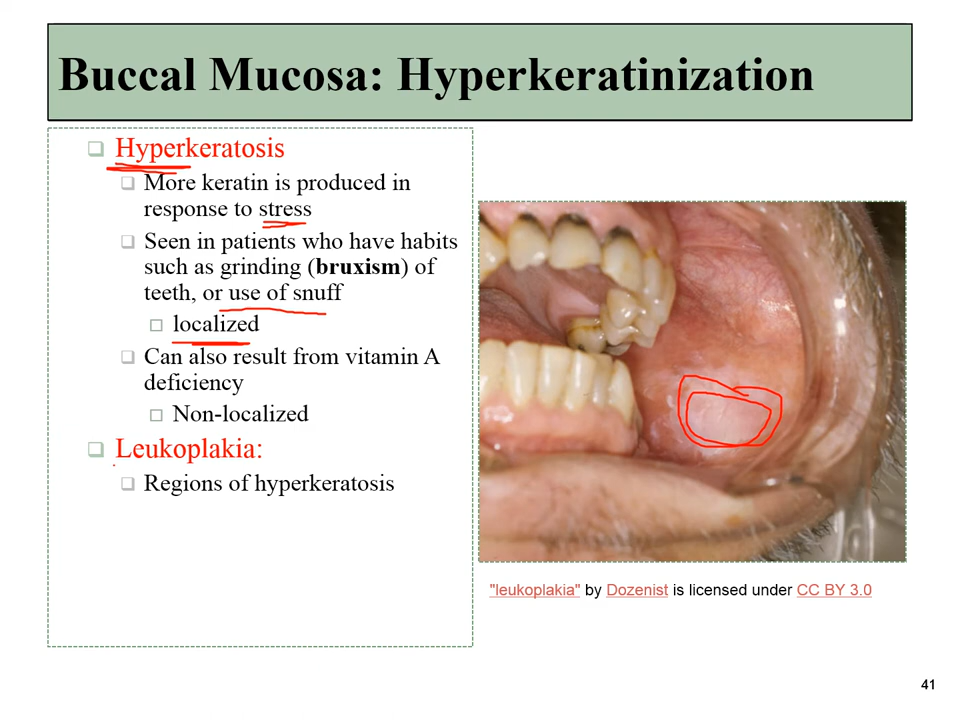 Buccal Mucosa: Hyperkeratinization
Hyperkeratosis
More keratin is produced in
response to stress
Seen in patients who have habits
such as grinding (bruxism) of
teeth, or use of snuff
localized
Can also result from vitamin A
deficiency
Non-localized
Leukoplakia:
Regions of hyperkeratosis
"leukoplakia" by Dozenist is licensed under CC BY 3.0
41